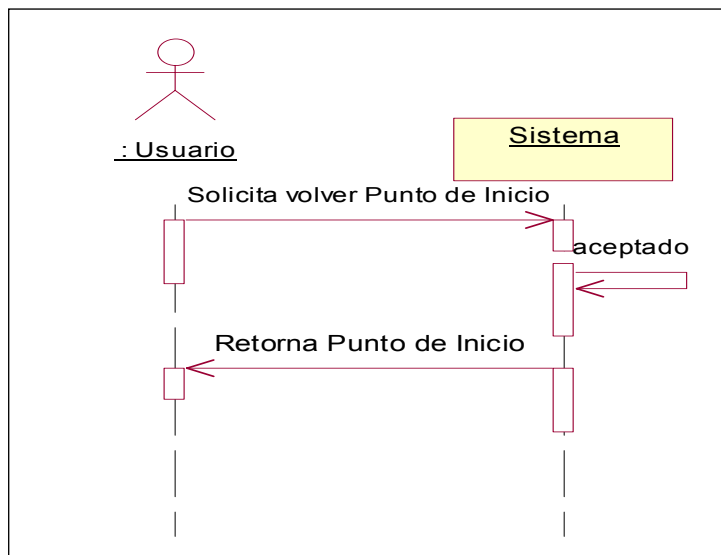 : Usuario
Sistema
Solicita volver Punto de Inicio
aceptado
Retorna Punto de Inicio